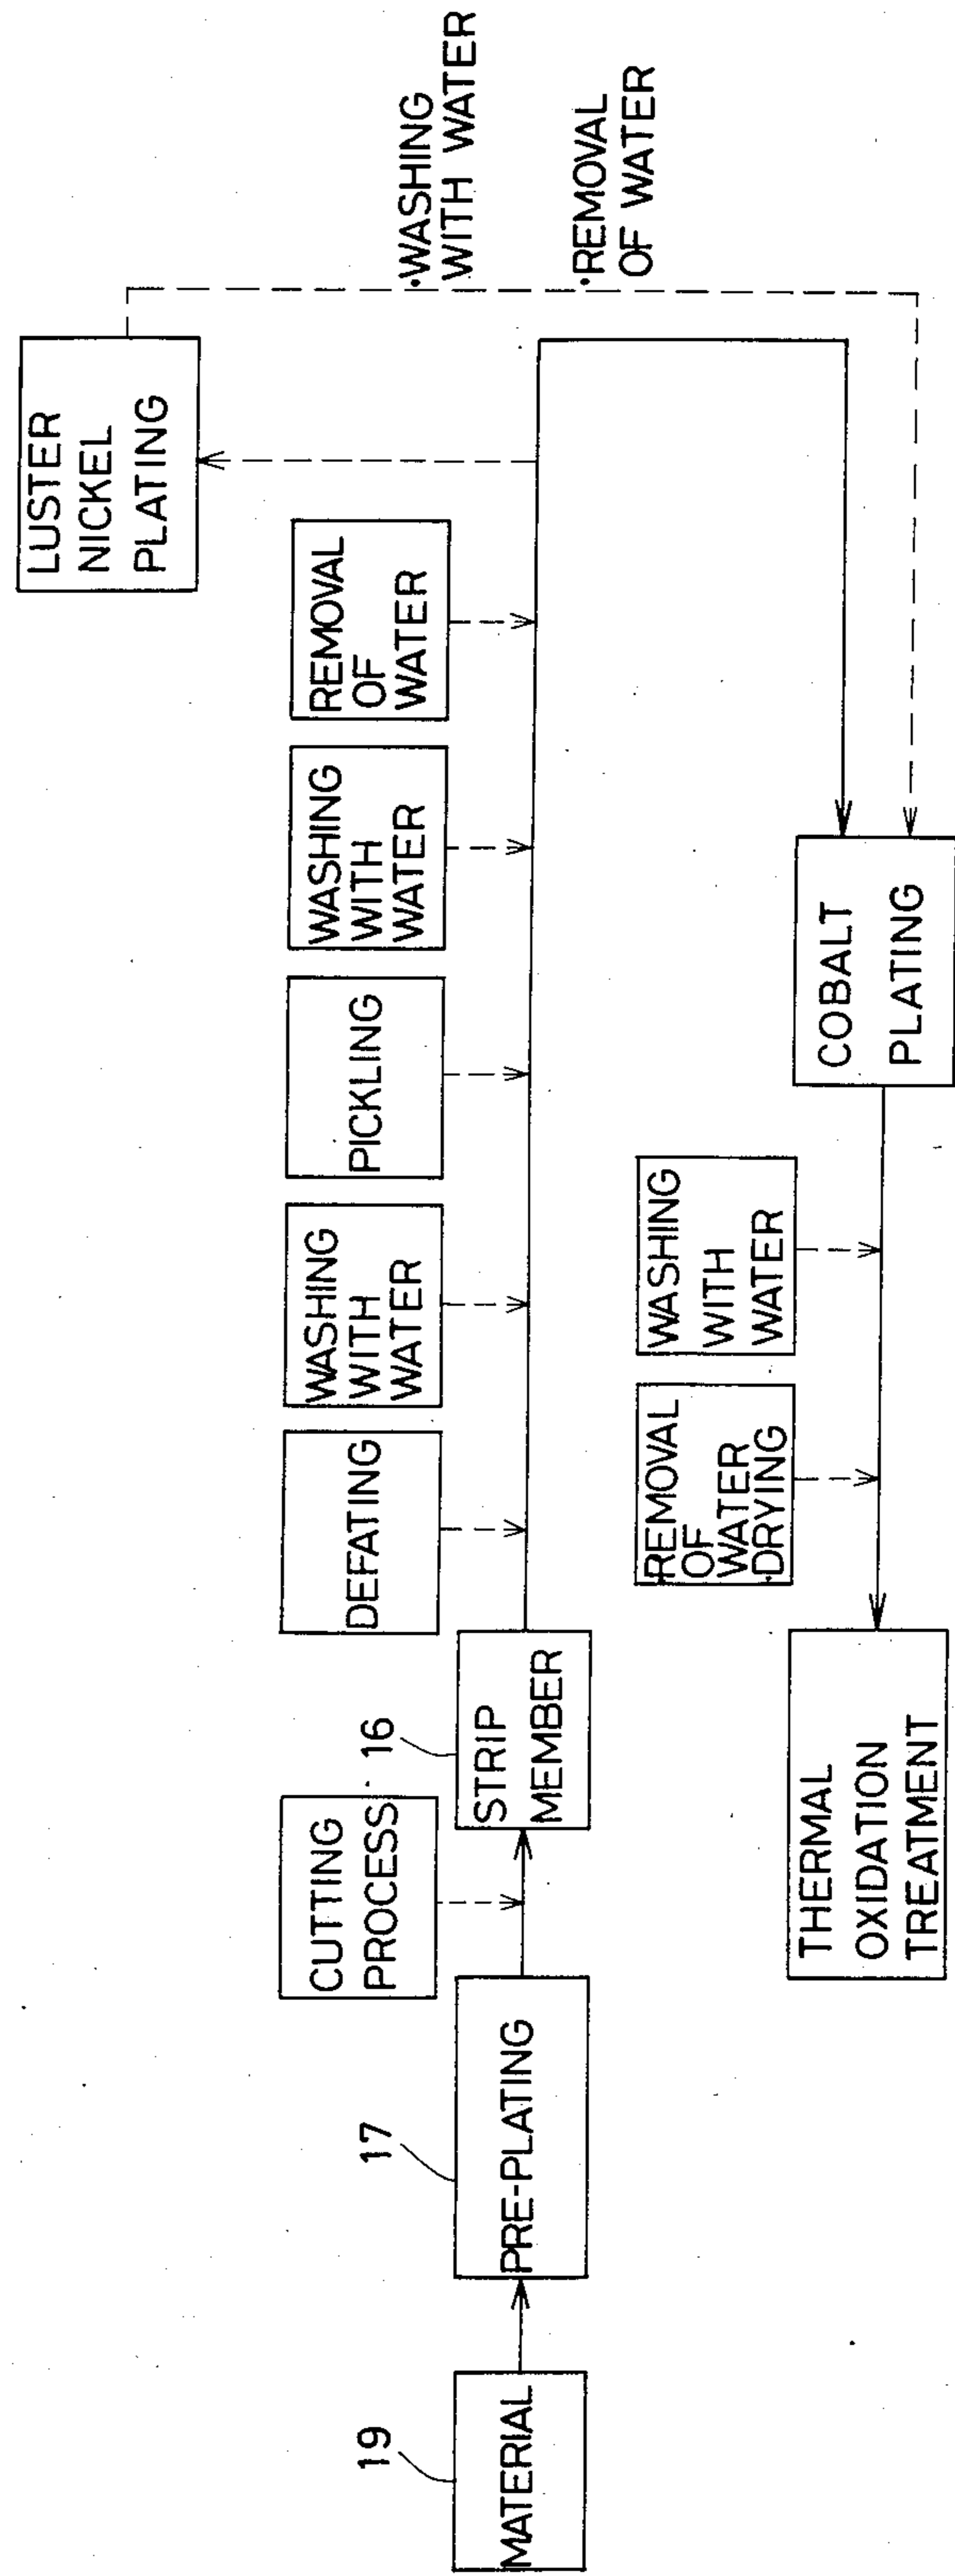 19
MATERIAL
17
PRE-PLATING
CUTTING
PROCESS
16
STRIP
MEMBER
DEFATING
WASHING
WITH
WATER
PICKLING
WASHING
WITH
WATER
REMOVAL
OF
WATER
LUSTER
NICKEL
PLATING
·WASHING
WITH WATER
·REMOVAL
OF WATER
COBALT
PLATING
WASHING
WITH
WATER
·REMOVAL
OF
WATER
·DRYING
THERMAL
OXIDATION
TREATMENT